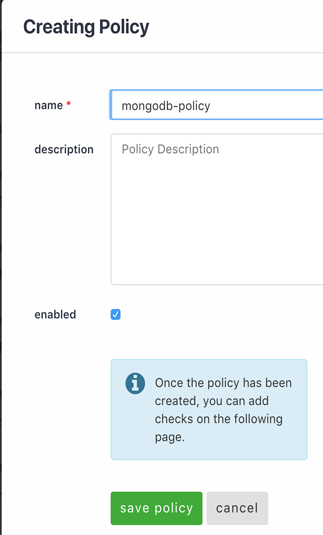 Creating Policy
name *
mongodb-policy
description
Policy Description
enabled
Once the policy has been
created, you can add
checks on the following
page.
save policy
cancel